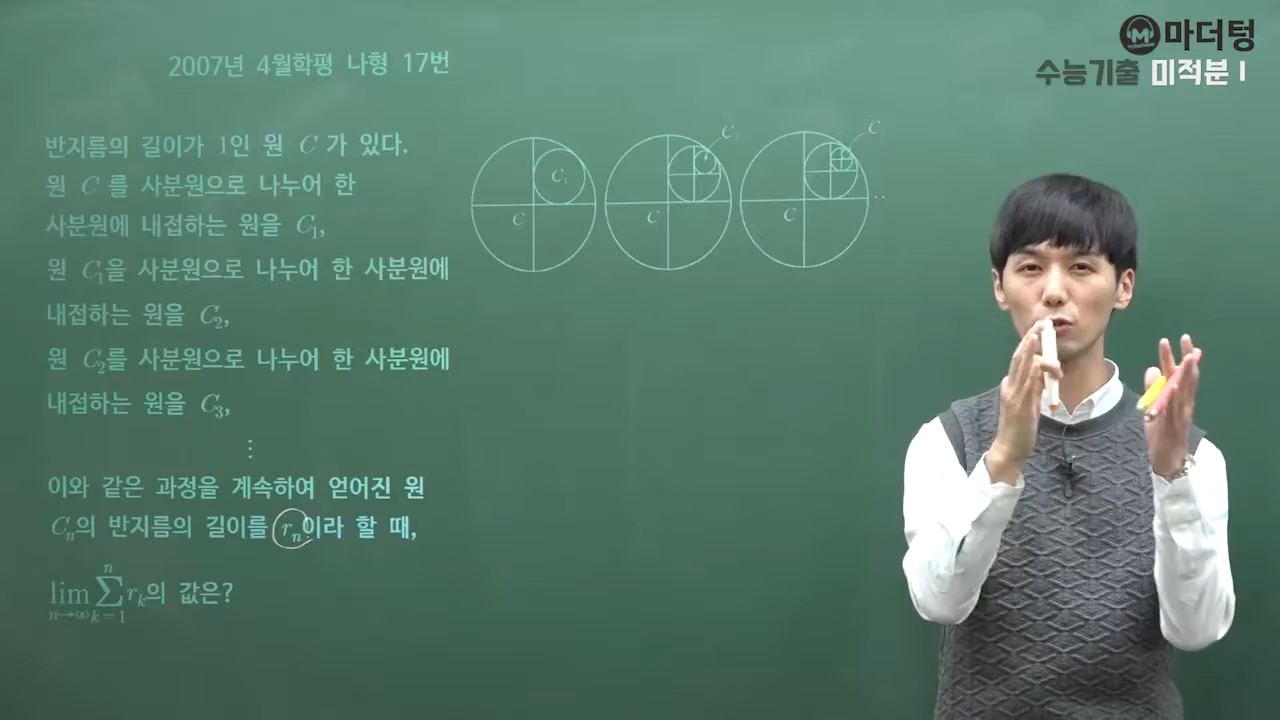 마더텅
수능기출 미적분 I
2007년 4월학평 나형 17번
반지름의 길이가 1인 원 C 가 있다.
원 C 를 사분원으로 나누어 한
사분원에 내접하는 원을 C₁,
원 C₁을 사분원으로 나누어 한 사분원에
내접하는 원을 C₂,
원 C₂를 사분원으로 나누어 한 사분원에
내접하는 원을 C₃,
⋮
이와 같은 과정을 계속하여 얻어진 원
Cₙ의 반지름의 길이를 rₙ이라 할 때,
lim n→∞ ∑ k=1 n rₖ의 값은?
C₁
C
C
C
C
C
...